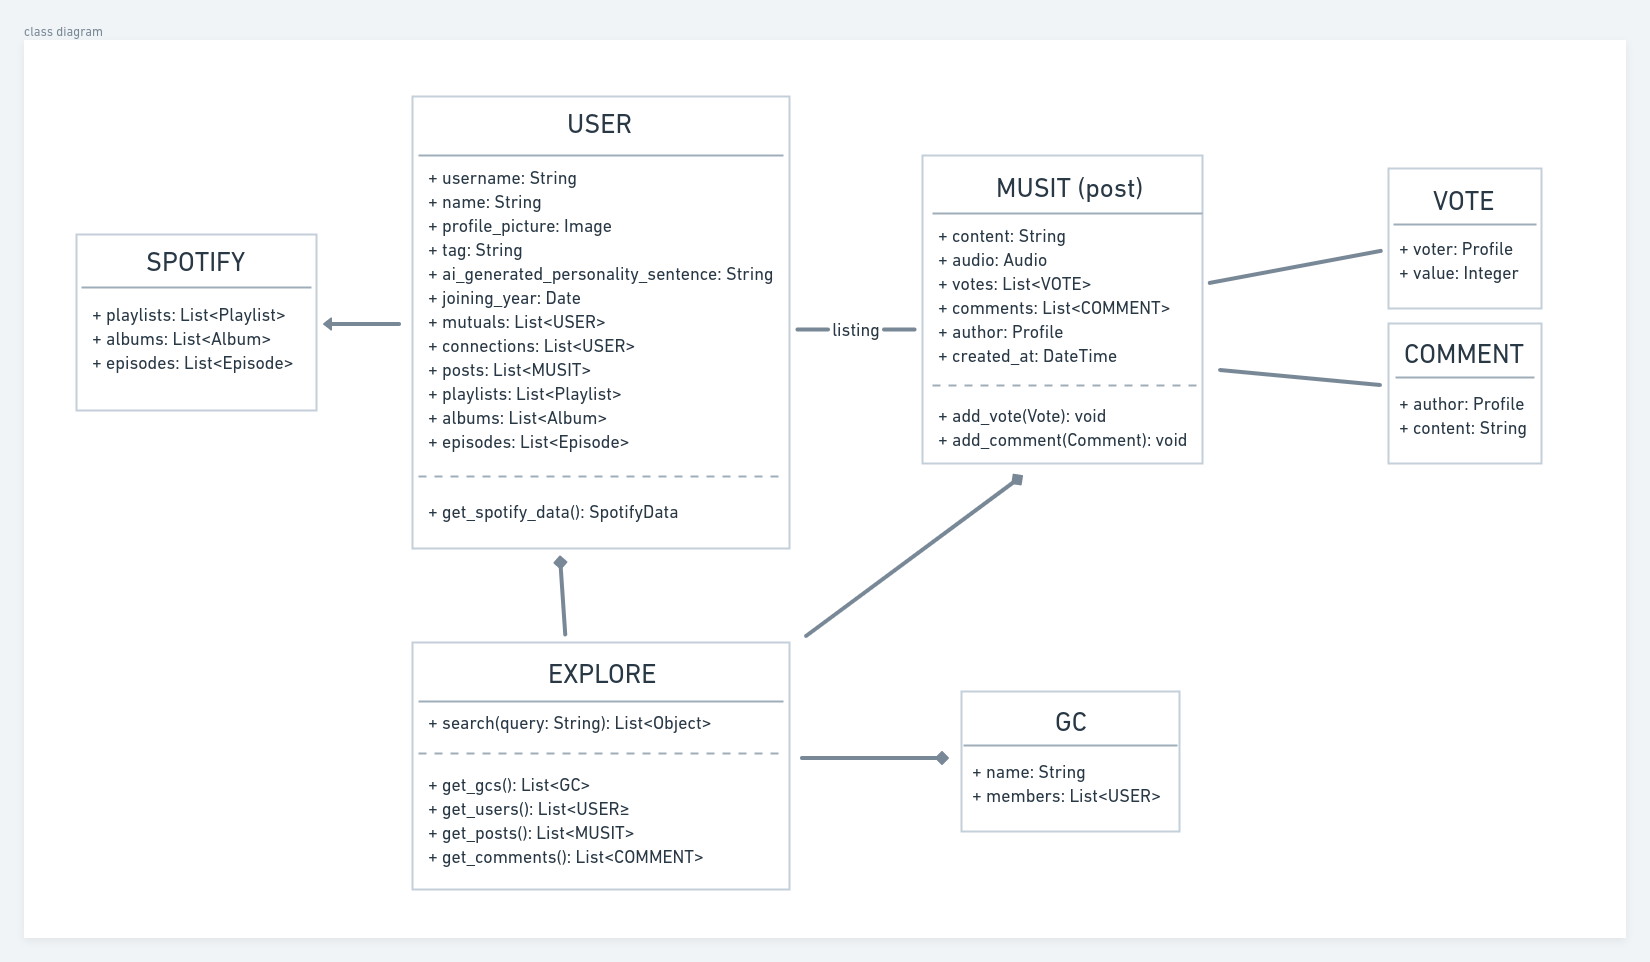 class diagram
USER
+ username: String
+ name: String
+ profile_picture: Image
+ tag: String
+ ai_generated_personality_sentence: String
+ joining_year: Date
+ mutuals: List<USER>
+ connections: List<USER>
+ posts: List<MUSIT>
+ playlists: List<Playlist>
+ albums: List<Album>
+ episodes: List<Episode>
+ get_spotify_data(): SpotifyData
SPOTIFY
+ playlists: List<Playlist>
+ albums: List<Album>
+ episodes: List<Episode>
listing
MUSIT (post)
+ content: String
+ audio: Audio
+ votes: List<VOTE>
+ comments: List<COMMENT>
+ author: Profile
+ created_at: DateTime
+ add_vote(Vote): void
+ add_comment(Comment): void
VOTE
+ voter: Profile
+ value: Integer
COMMENT
+ author: Profile
+ content: String
EXPLORE
+ search(query: String): List<Object>
+ get_gcs(): List<GC>
+ get_users(): List<USER≥
+ get_posts(): List<MUSIT>
+ get_comments(): List<COMMENT>
GC
+ name: String
+ members: List<USER>